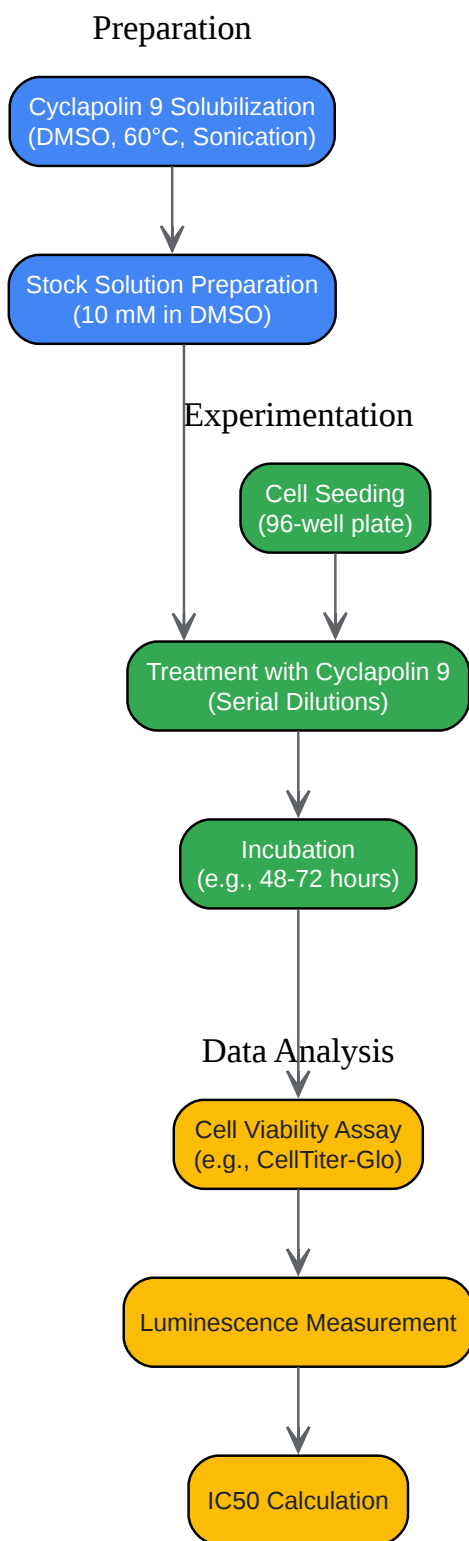 Preparation
Cyclapolin 9 Solubilization
(DMSO, 60°C, Sonication)
Stock Solution Preparation
(10 mM in DMSO)
Experimentation
Cell Seeding
(96-well plate)
Treatment with Cyclapolin 9
(Serial Dilutions)
Incubation
(e.g., 48-72 hours)
Data Analysis
Cell Viability Assay
(e.g., CellTiter-Glo)
Luminescence Measurement
IC50 Calculation